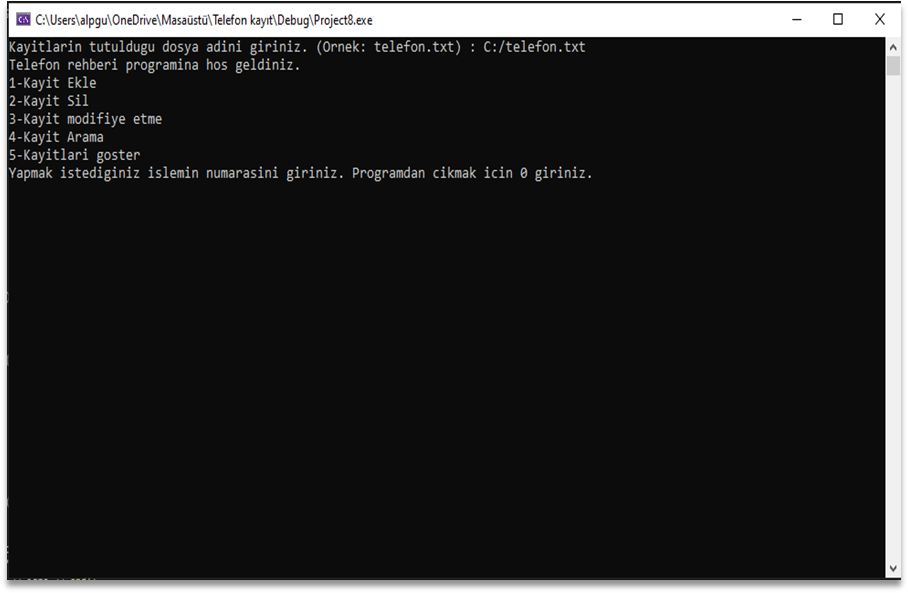 C:\Users\alpgu\OneDrive\Masaüstü\Telefon kayıt\Debug\Project8.exe
Kayitlarin tutuldugu dosya adini giriniz. (Ornek: telefon.txt) : C:/telefon.txt
Telefon rehberi programina hos geldiniz.
1-Kayit Ekle
2-Kayit Sil
3-Kayit modifiye etme
4-Kayit Arama
5-Kayitlari goster
Yapmak istediginiz islemin numarasini giriniz. Programdan cikmak icin 0 giriniz.